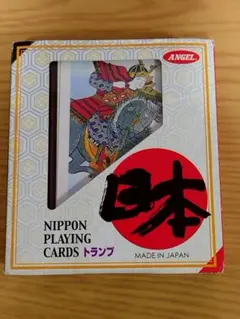 ANGEL
日本
NIPPON
PLAYING
CARDS トランプ
MADE IN JAPAN